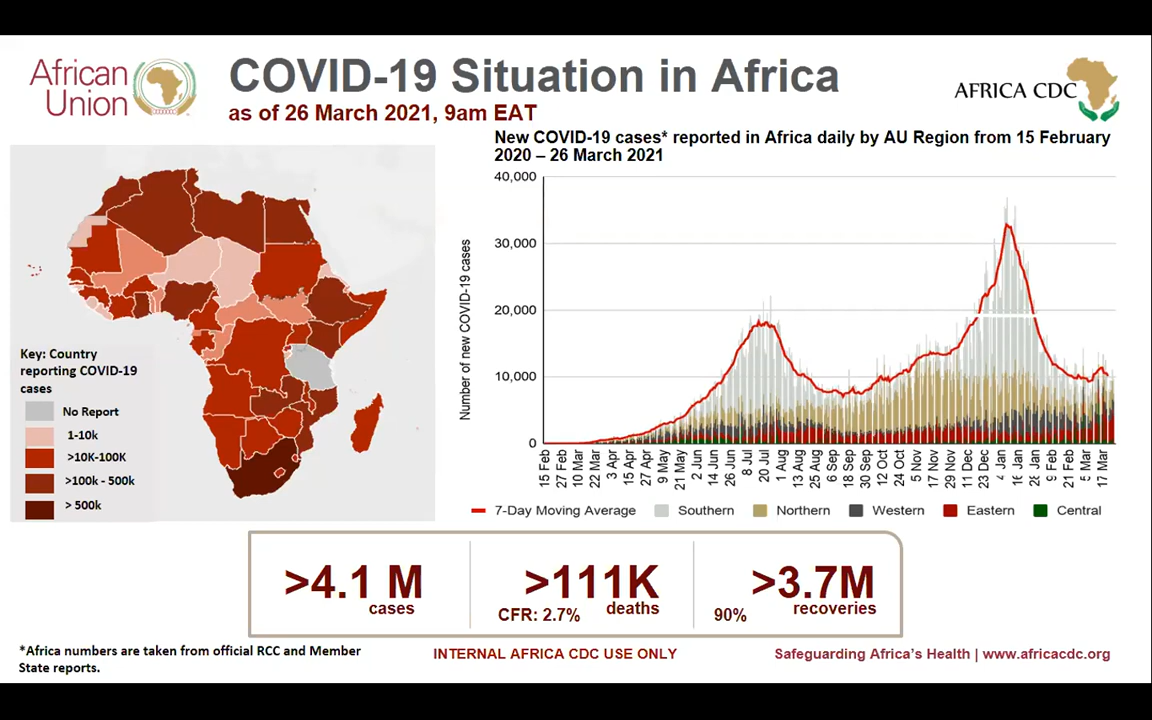 African
Union
COVID-19 Situation in Africa
as of 26 March 2021, 9am EAT
AFRICA CDC
New COVID-19 cases* reported in Africa daily by AU Region from 15 February
2020 – 26 March 2021
Key: Country
reporting COVID-19
cases
No Report
1-10k
>10K-100K
>100k - 500k
> 500k
Number of new COVID-19 cases
40,000
30,000
20,000
10,000
0
15 Feb
27 Feb
10 Mar
22 Mar
3 Apr
15 Apr
27 Apr
9 May
21 May
2 Jun
14 Jun
26 Jun
8 Jul
20 Jul
1 Aug
13 Aug
25 Aug
6 Sep
18 Sep
30 Sep
12 Oct
24 Oct
5 Nov
17 Nov
29 Nov
11 Dec
23 Dec
4 Jan
16 Jan
28 Jan
9 Feb
21 Feb
5 Mar
17 Mar
7-Day Moving Average
Southern
Northern
Western
Eastern
Central
>4.1 M
cases
>111K
CFR: 2.7% deaths
>3.7M
90% recoveries
*Africa numbers are taken from official RCC and Member
State reports.
INTERNAL AFRICA CDC USE ONLY
Safeguarding Africa's Health | www.africacdc.org